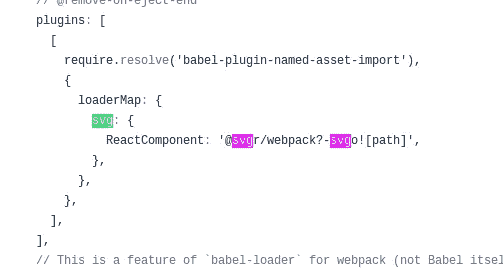 // @remove-on-eject-end
plugins: [
[
require.resolve('babel-plugin-named-asset-import'),
{
loaderMap: {
svg: {
ReactComponent: '@svgr/webpack?-svgo![path]',
},
},
},
],
],
// This is a feature of `babel-loader` for webpack (not Babel itsel